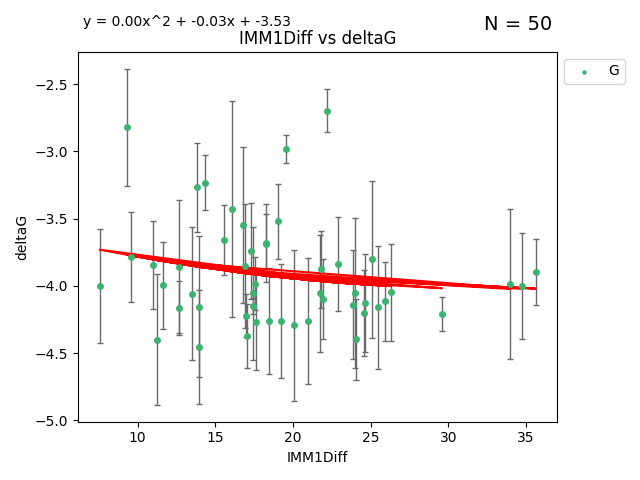 y = 0.00x^2 + -0.03x + -3.53
N = 50
IMM1Diff vs deltaG
G
deltaG
−2.5
−3.0
−3.5
−4.0
−4.5
−5.0
10 15 20 25 30 35
IMM1Diff